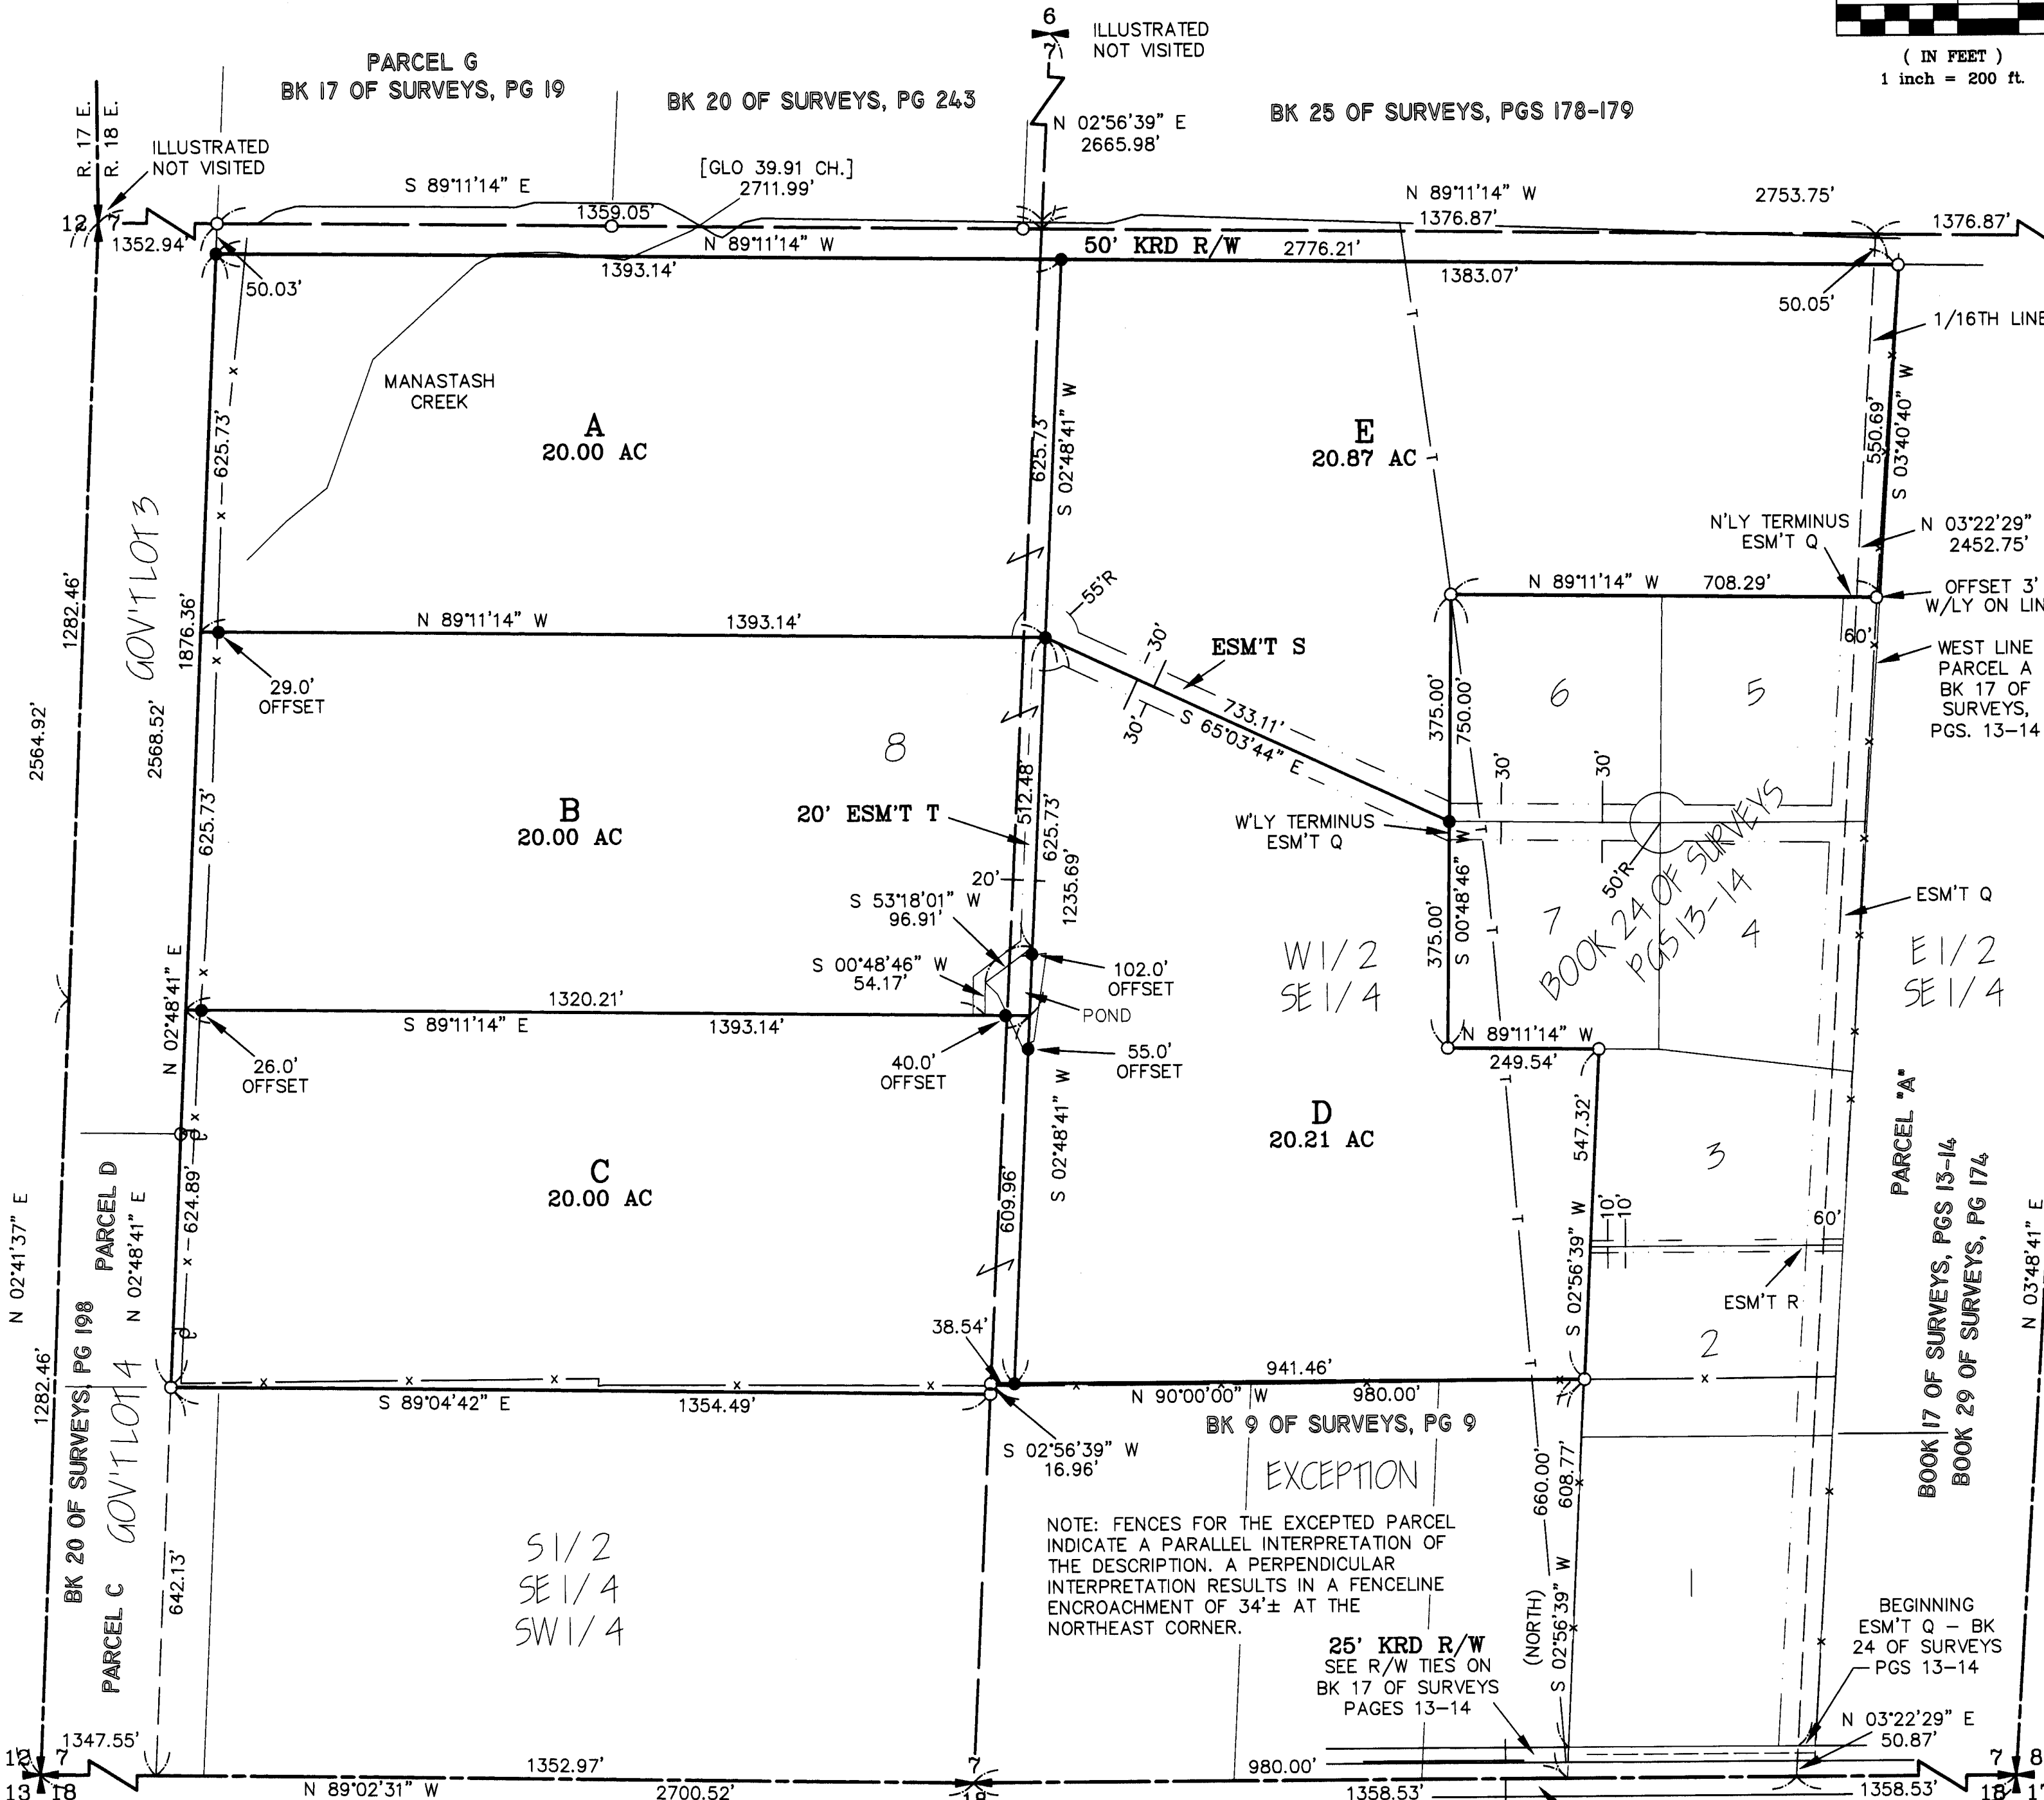 6
7
ILLUSTRATED
NOT VISITED
( IN FEET )
1 inch = 200 ft.
PARCEL G
BK 17 OF SURVEYS, PG 19
BK 20 OF SURVEYS, PG 243
BK 25 OF SURVEYS, PGS 178-179
N 02°56'39" E
2665.98'
R. 17 E.
R. 18 E.
ILLUSTRATED
NOT VISITED
[GLO 39.91 CH.]
2711.99'
S 89°11'14" E
N 89°11'14" W
2753.75'
12
7
1352.94'
1359.05'
1376.87'
1376.87'
N 89°11'14" W
50' KRD R/W
2776.21'
1393.14'
1383.07'
50.03'
50.05'
1/16TH LINE
MANASTASH
CREEK
A
20.00 AC
E
20.87 AC
625.73'
625.73'
S 02°48'41" W
550.69'
S 03°40'40" W
GOV'T LOT 3
N'LY TERMINUS
ESM'T Q
N 03°22'29"
2452.75'
N 89°11'14" W
708.29'
OFFSET 3'
W/LY ON LIN
1282.46'
1876.36'
N 89°11'14" W
1393.14'
55'R
30'
30'
ESM'T S
60'
WEST LINE
PARCEL A
BK 17 OF
SURVEYS,
PGS. 13-14
29.0'
OFFSET
733.11'
S 65°03'44" E
375.00'
750.00'
6
5
2564.92'
2568.52'
8
30'
30'
625.73'
B
20.00 AC
20' ESM'T T
512.48'
625.73'
1235.69'
W'LY TERMINUS
ESM'T Q
50'R
BOOK 24 OF SURVEYS
PGS 13-14
20'
S 53°18'01" W
96.91'
S 00°48'46" W
375.00'
7
4
ESM'T Q
S 00°48'46" W
54.17'
102.0'
OFFSET
W 1/2
SE 1/4
E 1/2
SE 1/4
N 02°48'41" E
1320.21'
S 89°11'14" E
1393.14'
POND
N 89°11'14" W
249.54'
26.0'
OFFSET
40.0'
OFFSET
55.0'
OFFSET
S 02°48'41" W
D
20.21 AC
547.32'
S 02°56'39" W
3
PARCEL "A"
BOOK 17 OF SURVEYS, PGS 13-14
BOOK 29 OF SURVEYS, PG 174
C
20.00 AC
624.89'
609.96'
PARCEL D
N 02°48'41" E
N 02°41'37" E
10'
10'
60'
ESM'T R
N 03°48'41" E
2
38.54'
1282.46'
BK 20 OF SURVEYS, PG 198
GOV'T LOT 4
S 89°04'42" E
1354.49'
941.46'
N 90°00'00" W
980.00'
BK 9 OF SURVEYS, PG 9
S 02°56'39" W
16.96'
EXCEPTION
660.00'
608.77'
(NORTH)
S 02°56'39" W
NOTE: FENCES FOR THE EXCEPTED PARCEL
INDICATE A PARALLEL INTERPRETATION OF
THE DESCRIPTION. A PERPENDICULAR
INTERPRETATION RESULTS IN A FENCELINE
ENCROACHMENT OF 34'± AT THE
NORTHEAST CORNER.
S 1/2
SE 1/4
SW 1/4
642.13'
PARCEL C
1
25' KRD R/W
SEE R/W TIES ON
BK 17 OF SURVEYS
PAGES 13-14
BEGINNING
ESM'T Q - BK
24 OF SURVEYS
PGS 13-14
N 03°22'29" E
50.87'
12
7
13
18
1347.55'
1352.97'
N 89°02'31" W
2700.52'
7
980.00'
1358.53'
1358.53'
7
8
18